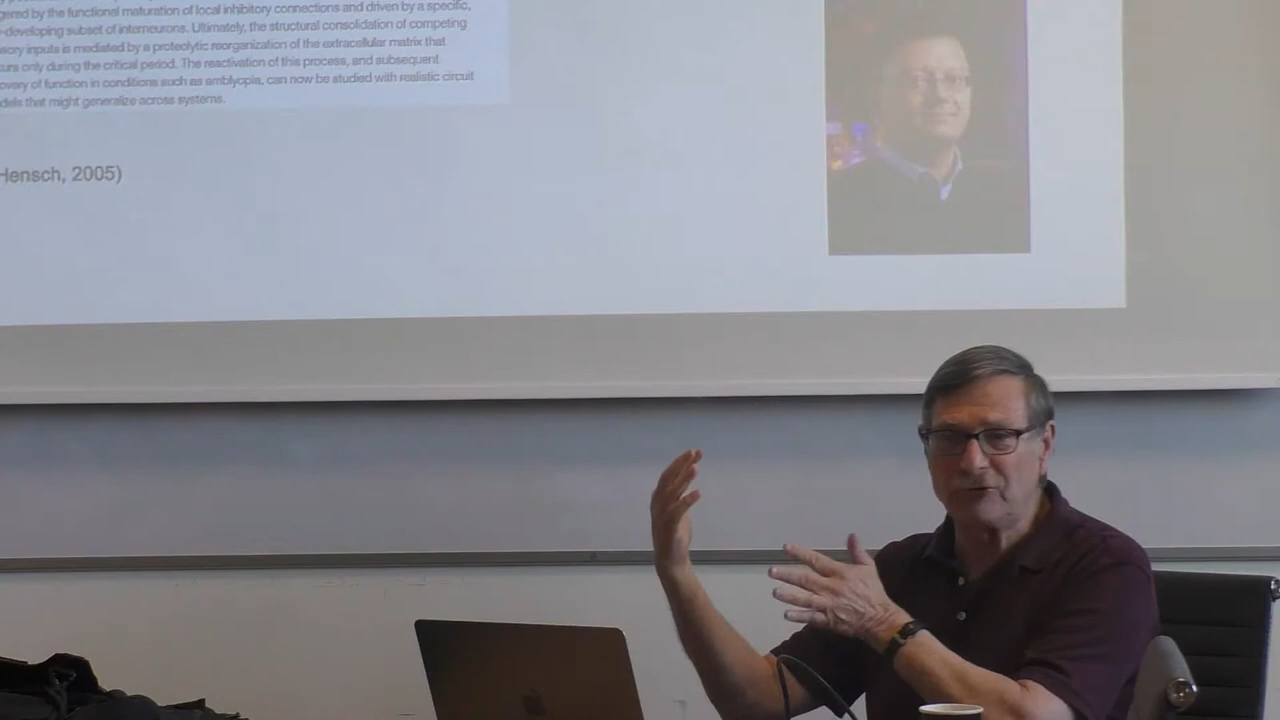 gered by the functional maturation of local inhibitory connections and driven by a specific,
-developing subset of interneurons. Ultimately, the structural consolidation of competing
sory inputs is mediated by a proteolytic reorganization of the extracellular matrix that
urs only during the critical period. The reactivation of this process, and subsequent
overy of function in conditions such as amblyopia, can now be studied with realistic circuit
dels that might generalize across systems.
Hensch, 2005)